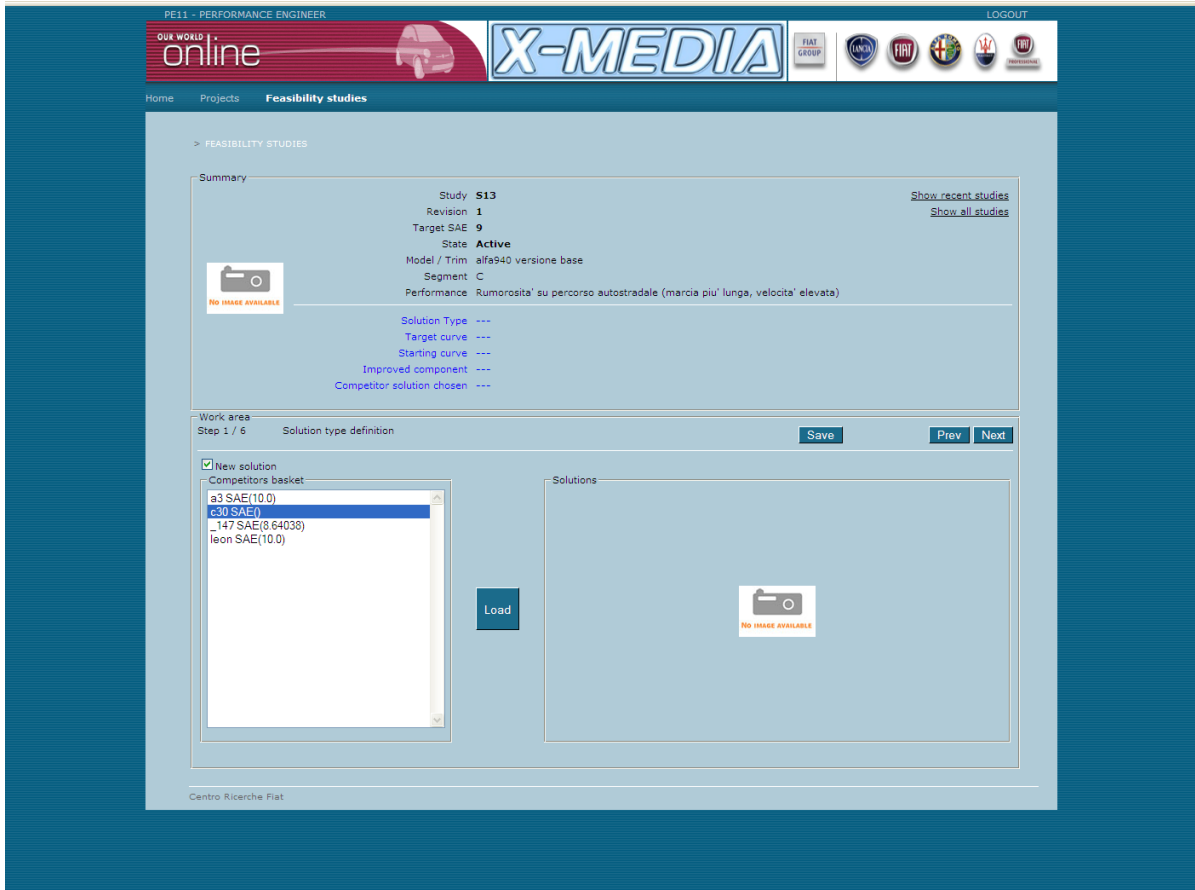 PE11 - PERFORMANCE ENGINEER
LOGOUT
OUR WORLD
online
X-MEDIA
FIAT GROUP
LANCIA
FIAT
FIAT
PROFESSIONAL
Home Projects Feasibility studies
> FEASIBILITY STUDIES
Summary
Study S13
Show recent studies
Revision 1
Show all studies
Target SAE 9
State Active
Model / Trim alfa940 versione base
Segment C
Performance Rumorosita' su percorso autostradale (marcia piu' lunga, velocita' elevata)
NO IMAGE AVAILABLE
Solution Type ---
Target curve ---
Starting curve ---
Improved component ---
Competitor solution chosen ---
Work area
Step 1 / 6 Solution type definition
Save Prev Next
New solution
Competitors basket
a3 SAE(10.0)
c30 SAE()
_147 SAE(8.64038)
leon SAE(10.0)
Load
Solutions
NO IMAGE AVAILABLE
Centro Ricerche Fiat